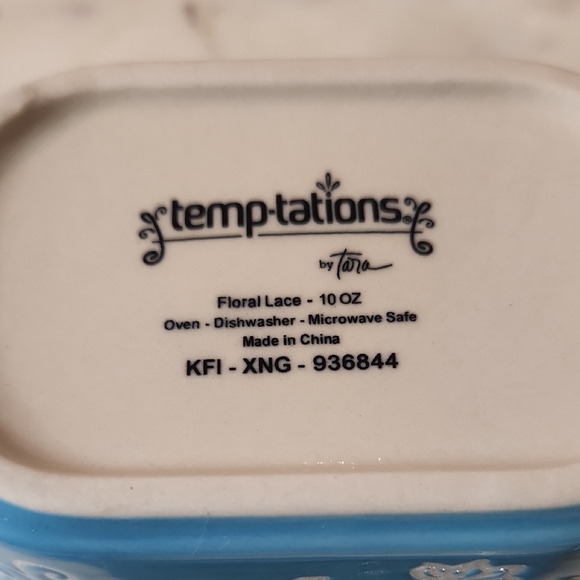 temp-tations®
by Tara
Floral Lace - 10 OZ
Oven - Dishwasher - Microwave Safe
Made in China
KFI - XNG - 936844